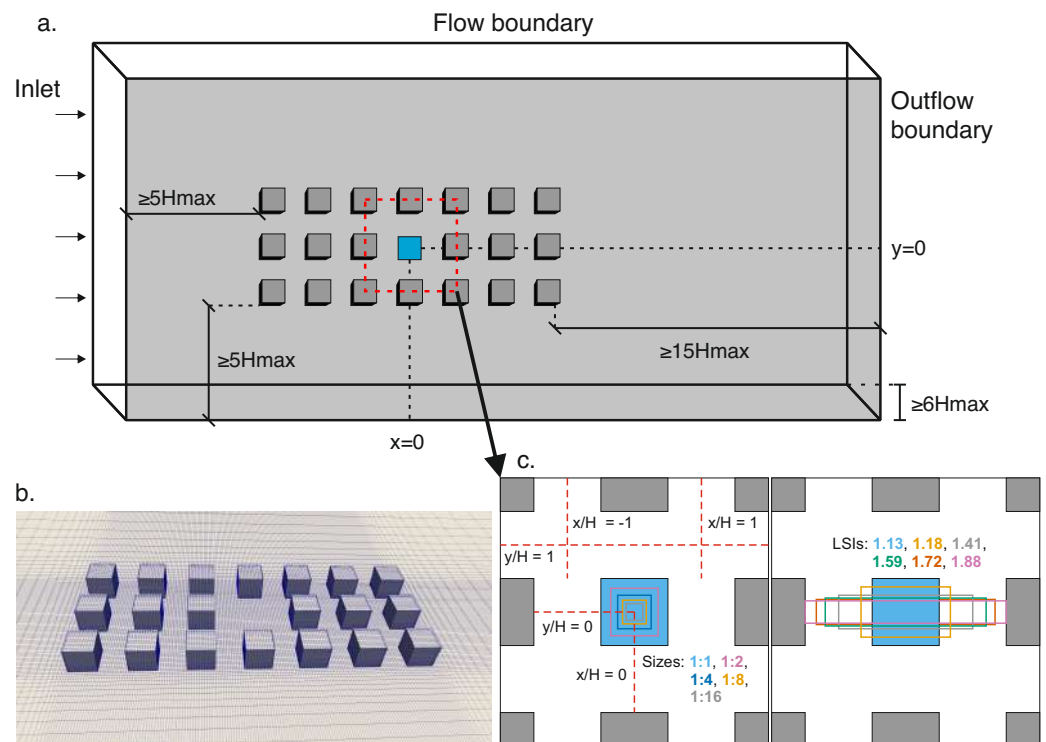 a.
Flow boundary
Inlet
Outflow
boundary
≥5Hmax
y=0
≥5Hmax
≥15Hmax
≥6Hmax
x=0
b.
c.
x/H = -1
x/H = 1
y/H = 1
y/H = 0
x/H = 0
Sizes: 1:1, 1:2,
1:4, 1:8,
1:16
LSIs: 1.13, 1.18, 1.41,
1.59, 1.72, 1.88